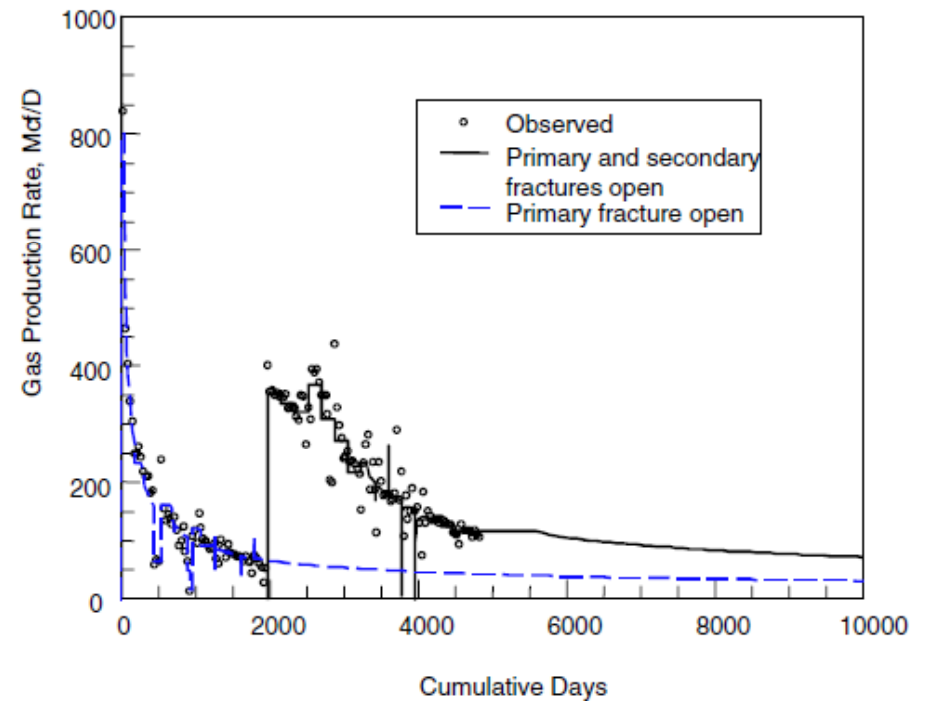 1000
800
600
400
200
0
Gas Production Rate, Mcf/D
Observed
Primary and secondary
fractures open
Primary fracture open
0 2000 4000 6000 8000 10000
Cumulative Days